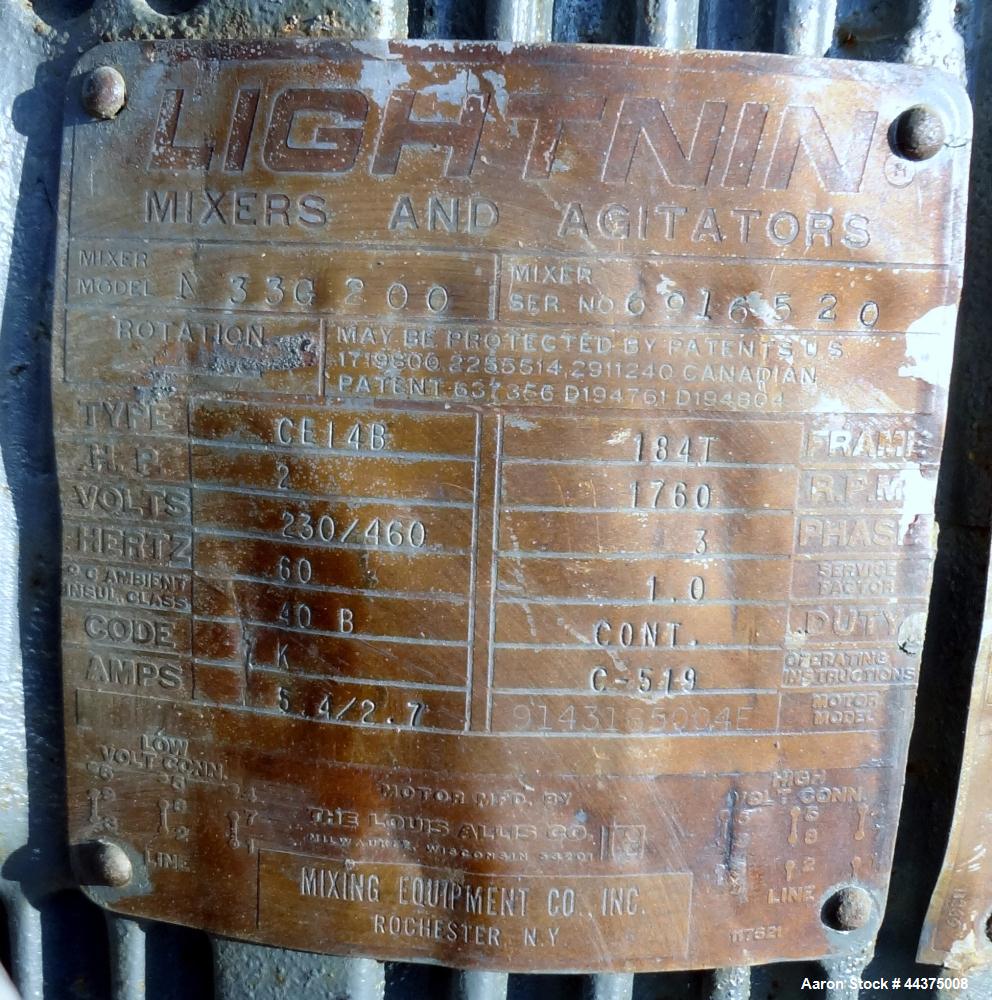 LIGHTNIN ®
MIXERS AND AGITATORS
MIXER MODEL N 33G 200
MIXER SER. NO 6916520
ROTATION
MAY BE PROTECTED BY PATENTS U.S.
1719800, 2255514, 2911240 CANADIAN
PATENT 637356 D194761 D194804
TYPE CE14B 184T FRAME
H.P. 2 1760 R.P.M
VOLTS 230/460 3 PHASE
HERTZ 60 1.0 SERVICE FACTOR
AMBIENT INSUL. CLASS 40 B CONT. DUTY
CODE K C-519 OPERATING INSTRUCTIONS
AMPS 5.4/2.7 MOTOR MODEL
LOW VOLT CONN.
HIGH VOLT CONN.
LINE
LINE
MOTOR MFD. BY
THE LOUIS ALLIS CO.
MILWAUKEE, WISCONSIN 53201
MIXING EQUIPMENT CO., INC.
ROCHESTER, N.Y
117621
Aaron Stock # 44375008